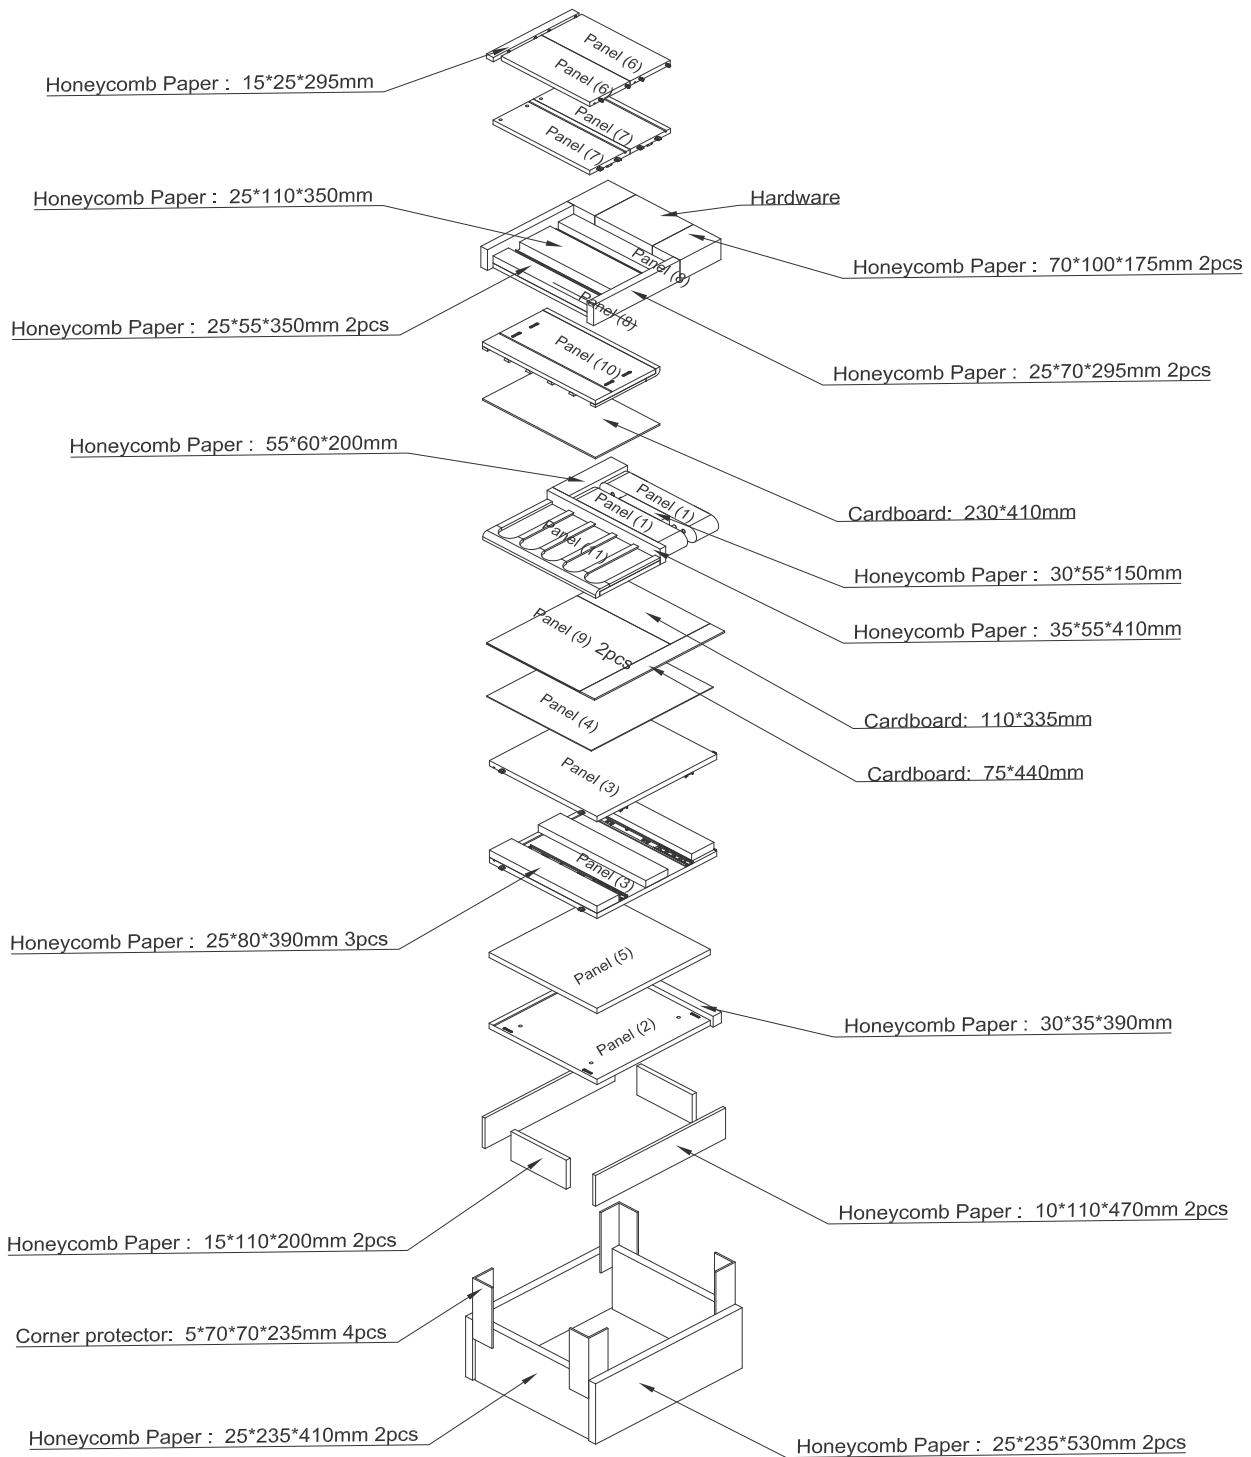 Panel (6)
Panel (6)
Honeycomb Paper : 15*25*295mm
Panel (7)
Panel (7)
Honeycomb Paper : 25*110*350mm
Hardware
Panel (8)
Honeycomb Paper : 70*100*175mm 2pcs
Panel (8)
Honeycomb Paper : 25*55*350mm 2pcs
Panel (10)
Honeycomb Paper : 25*70*295mm 2pcs
Honeycomb Paper : 55*60*200mm
Panel (1)
Panel (1)
Cardboard: 230*410mm
Panel (11)
Honeycomb Paper : 30*55*150mm
Panel (9) 2pcs
Honeycomb Paper : 35*55*410mm
Panel (4)
Cardboard: 110*335mm
Panel (3)
Cardboard: 75*440mm
Panel (3)
Honeycomb Paper : 25*80*390mm 3pcs
Panel (5)
Panel (2)
Honeycomb Paper : 30*35*390mm
Honeycomb Paper : 10*110*470mm 2pcs
Honeycomb Paper : 15*110*200mm 2pcs
Corner protector: 5*70*70*235mm 4pcs
Honeycomb Paper : 25*235*410mm 2pcs
Honeycomb Paper : 25*235*530mm 2pcs